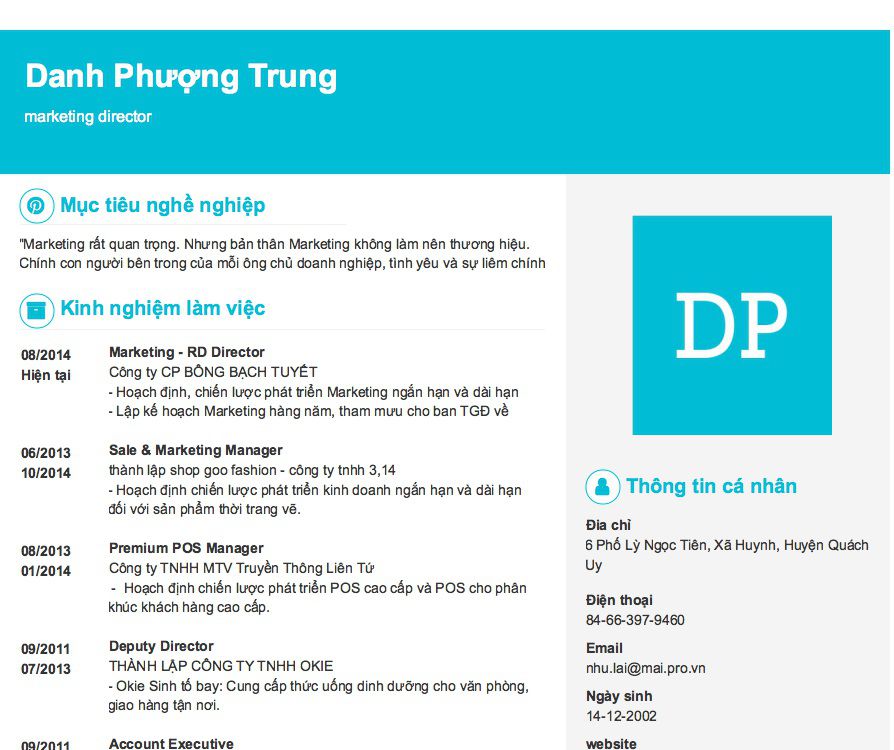 Danh Phượng Trung
marketing director
Mục tiêu nghề nghiệp
"Marketing rất quan trọng. Nhưng bản thân Marketing không làm nên thương hiệu.
Chính con người bên trong của mỗi ông chủ doanh nghiệp, tình yêu và sự liêm chính
Kinh nghiệm làm việc
08/2014
Hiện tại
Marketing - RD Director
Công ty CP BÔNG BẠCH TUYẾT
- Hoạch định, chiến lược phát triển Marketing ngắn hạn và dài hạn
- Lập kế hoạch Marketing hàng năm, tham mưu cho ban TGĐ về
06/2013
10/2014
Sale & Marketing Manager
thành lập shop goo fashion - công ty tnhh 3,14
- Hoạch định chiến lược phát triển kinh doanh ngắn hạn và dài hạn
đối với sản phẩm thời trang vẽ.
08/2013
01/2014
Premium POS Manager
Công ty TNHH MTV Truyền Thông Liên Tứ
- Hoạch định chiến lược phát triển POS cao cấp và POS cho phân
khúc khách hàng cao cấp.
09/2011
07/2013
Deputy Director
THÀNH LẬP CÔNG TY TNHH OKIE
- Okie Sinh tố bay: Cung cấp thức uống dinh dưỡng cho văn phòng,
giao hàng tận nơi.
09/2011
Account Executive
DP
Thông tin cá nhân
Địa chỉ
6 Phố Lỳ Ngọc Tiên, Xã Huynh, Huyện Quách
Uy
Điện thoại
84-66-397-9460
Email
nhu.lai@mai.pro.vn
Ngày sinh
14-12-2002
website